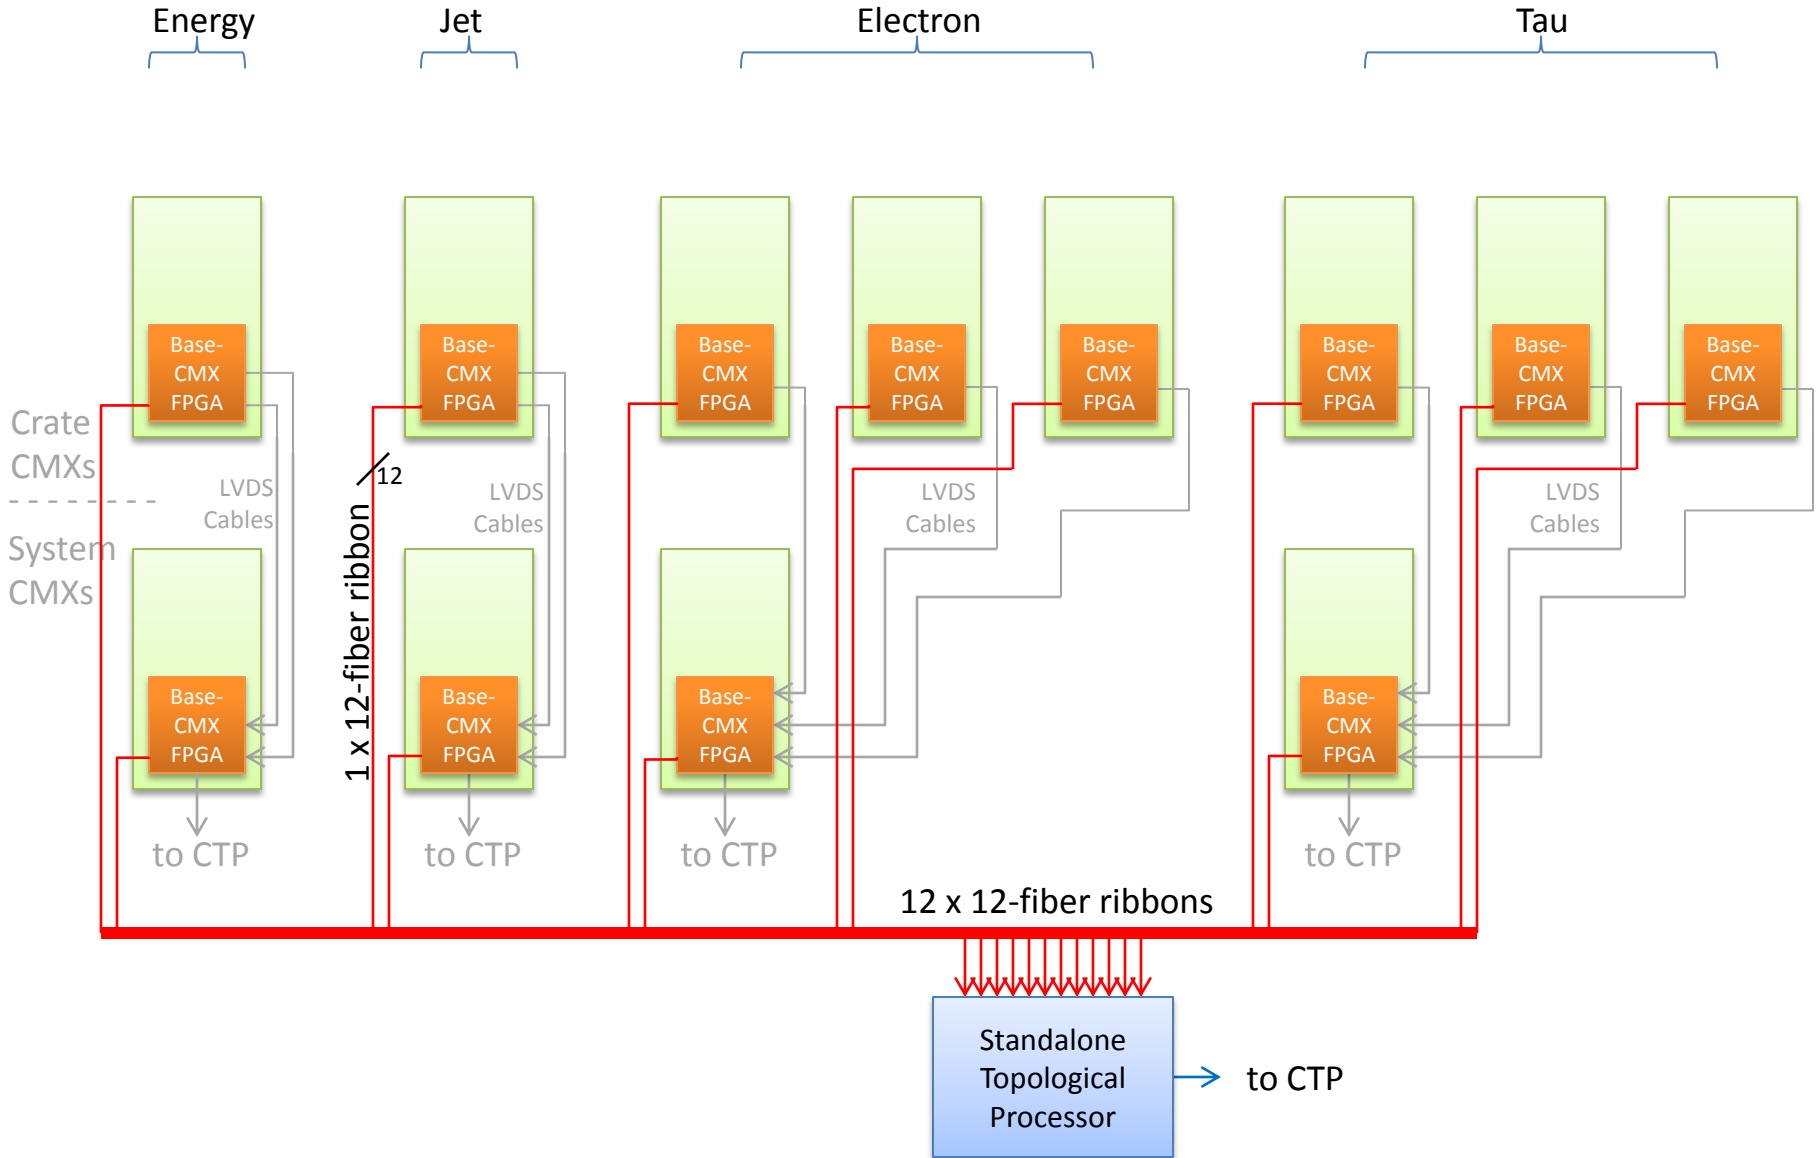 Energy
Jet
Electron
Tau
Base-
CMX
FPGA
Base-
CMX
FPGA
Base-
CMX
FPGA
Base-
CMX
FPGA
Base-
CMX
FPGA
Base-
CMX
FPGA
Base-
CMX
FPGA
Base-
CMX
FPGA
Crate
CMXs
System
CMXs
LVDS
Cables
12
1 x 12-fiber ribbon
LVDS
Cables
LVDS
Cables
LVDS
Cables
Base-
CMX
FPGA
Base-
CMX
FPGA
Base-
CMX
FPGA
Base-
CMX
FPGA
to CTP
to CTP
to CTP
to CTP
12 x 12-fiber ribbons
Standalone
Topological
Processor
to CTP